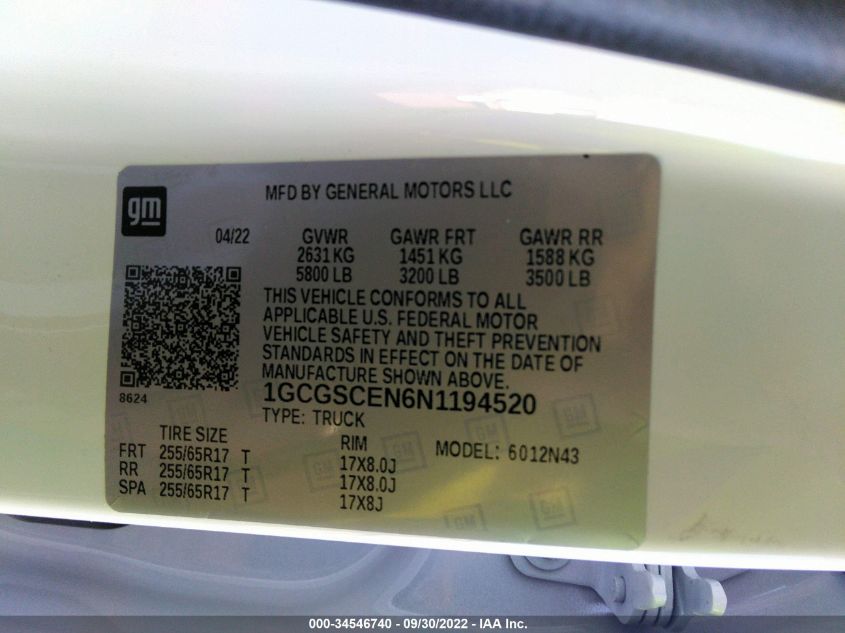 gm
MFD BY GENERAL MOTORS LLC
04/22 GVWR GAWR FRT GAWR RR
2631 KG 1451 KG 1588 KG
5800 LB 3200 LB 3500 LB
THIS VEHICLE CONFORMS TO ALL
APPLICABLE U.S. FEDERAL MOTOR
VEHICLE SAFETY AND THEFT PREVENTION
STANDARDS IN EFFECT ON THE DATE OF
MANUFACTURE SHOWN ABOVE.
8624
1GCGSCEN6N1194520
TYPE: TRUCK
TIRE SIZE RIM MODEL: 6012N43
FRT 255/65R17 T 17X8.0J
RR 255/65R17 T 17X8.0J
SPA 255/65R17 T 17X8J
000-34546740 - 09/30/2022 - IAA Inc.